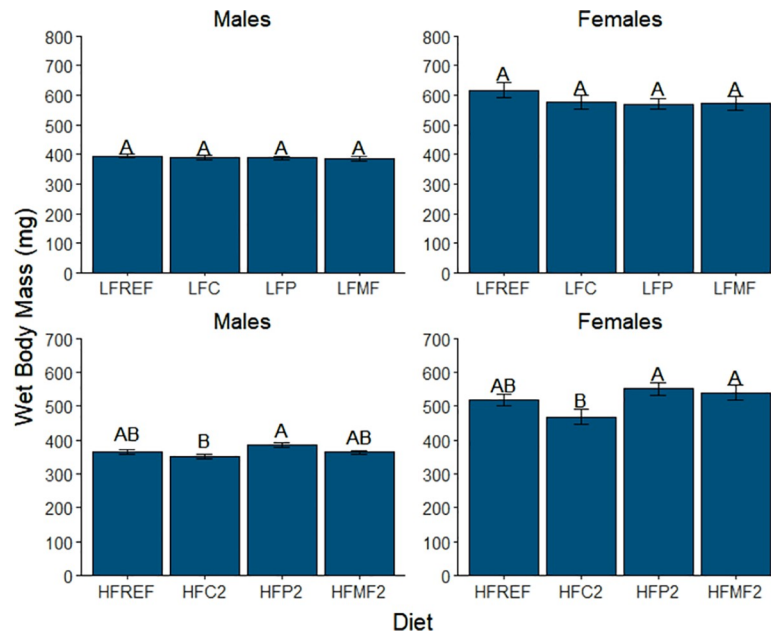 Males
Females
800
700
600
500
400
300
200
100
0
A
A
A
A
LFREF
LFC
LFP
LFMF
800
700
600
500
400
300
200
100
0
A
A
A
A
LFREF
LFC
LFP
LFMF
Wet Body Mass (mg)
Males
Females
700
600
500
400
300
200
100
0
AB
B
A
AB
HFREF
HFC2
HFP2
HFMF2
700
600
500
400
300
200
100
0
AB
B
A
A
HFREF
HFC2
HFP2
HFMF2
Diet